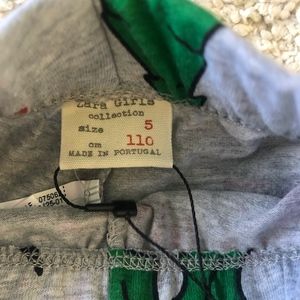 Zara Girls
collection
size 5
cm 110
MADE IN PORTUGAL